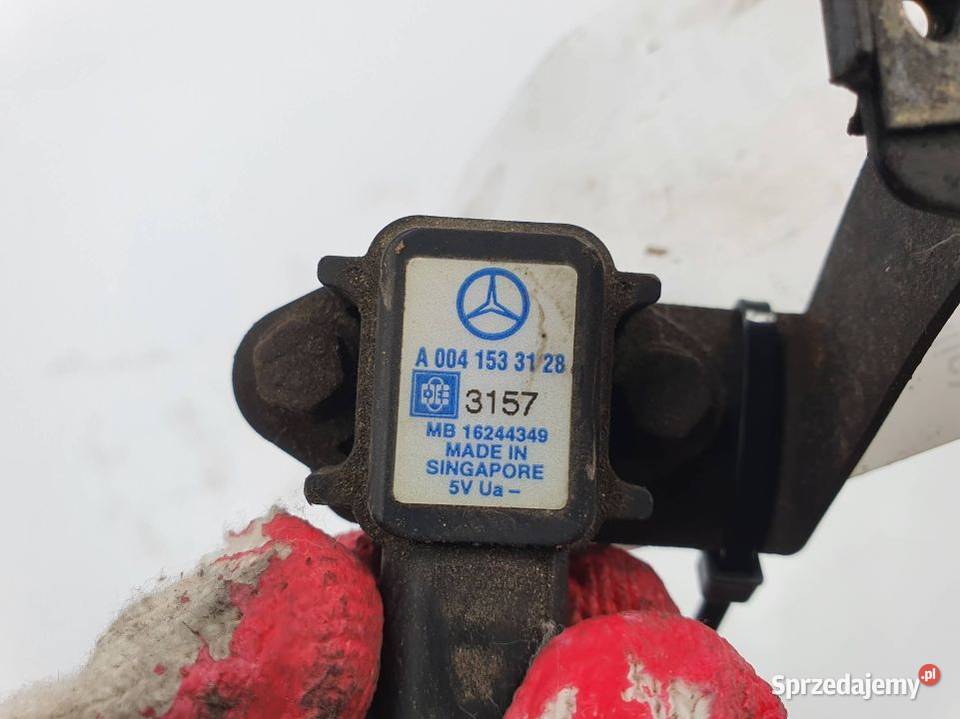 A 004 153 31 28
3157
MB 16244349
MADE IN
SINGAPORE
5V Ua –
Sprzedajemy.pl